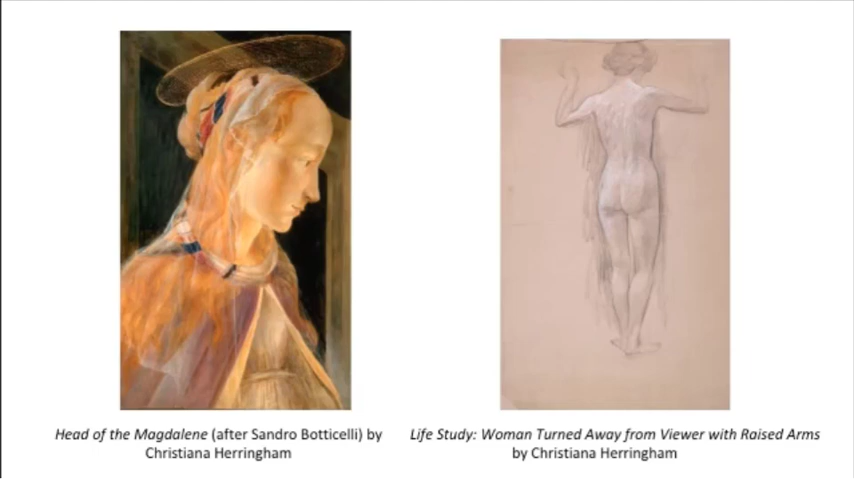 Head of the Magdalene (after Sandro Botticelli) by
Christiana Herringham
Life Study: Woman Turned Away from Viewer with Raised Arms
by Christiana Herringham